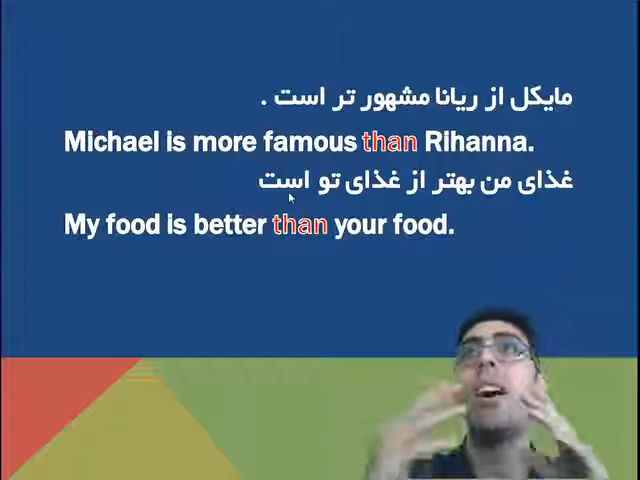 مایکل از ریانا مشهور تر است .
Michael is more famous than Rihanna.
غذای من بهتر از غذای تو است
My food is better than your food.